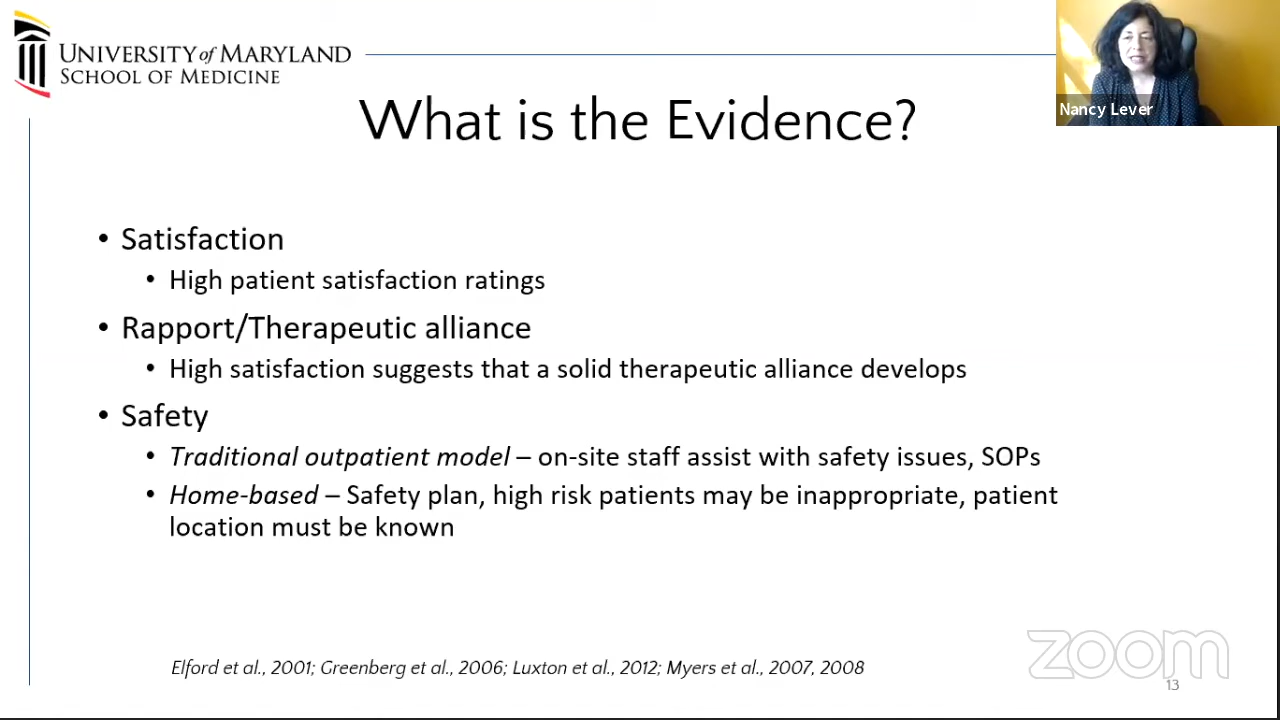 UNIVERSITY of MARYLAND
SCHOOL OF MEDICINE
Nancy Lever
What is the Evidence?
• Satisfaction
• High patient satisfaction ratings
• Rapport/Therapeutic alliance
• High satisfaction suggests that a solid therapeutic alliance develops
• Safety
• Traditional outpatient model – on-site staff assist with safety issues, SOPs
• Home-based – Safety plan, high risk patients may be inappropriate, patient
location must be known
Elford et al., 2001; Greenberg et al., 2006; Luxton et al., 2012; Myers et al., 2007, 2008
zoom
13